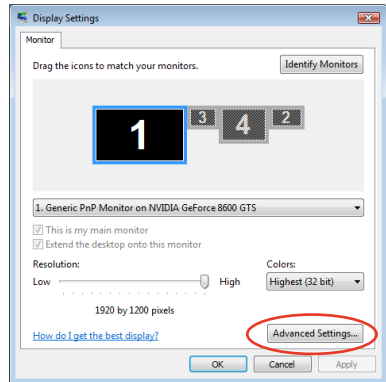 Display Settings
Monitor
Drag the icons to match your monitors.
Identify Monitors
1
3
4
2
1. Generic PnP Monitor on NVIDIA GeForce 8600 GTS
This is my main monitor
Extend the desktop onto this monitor
Resolution:
Colors:
Low
High
Highest (32 bit)
1920 by 1200 pixels
How do I get the best display?
Advanced Settings...
OK
Cancel
Apply